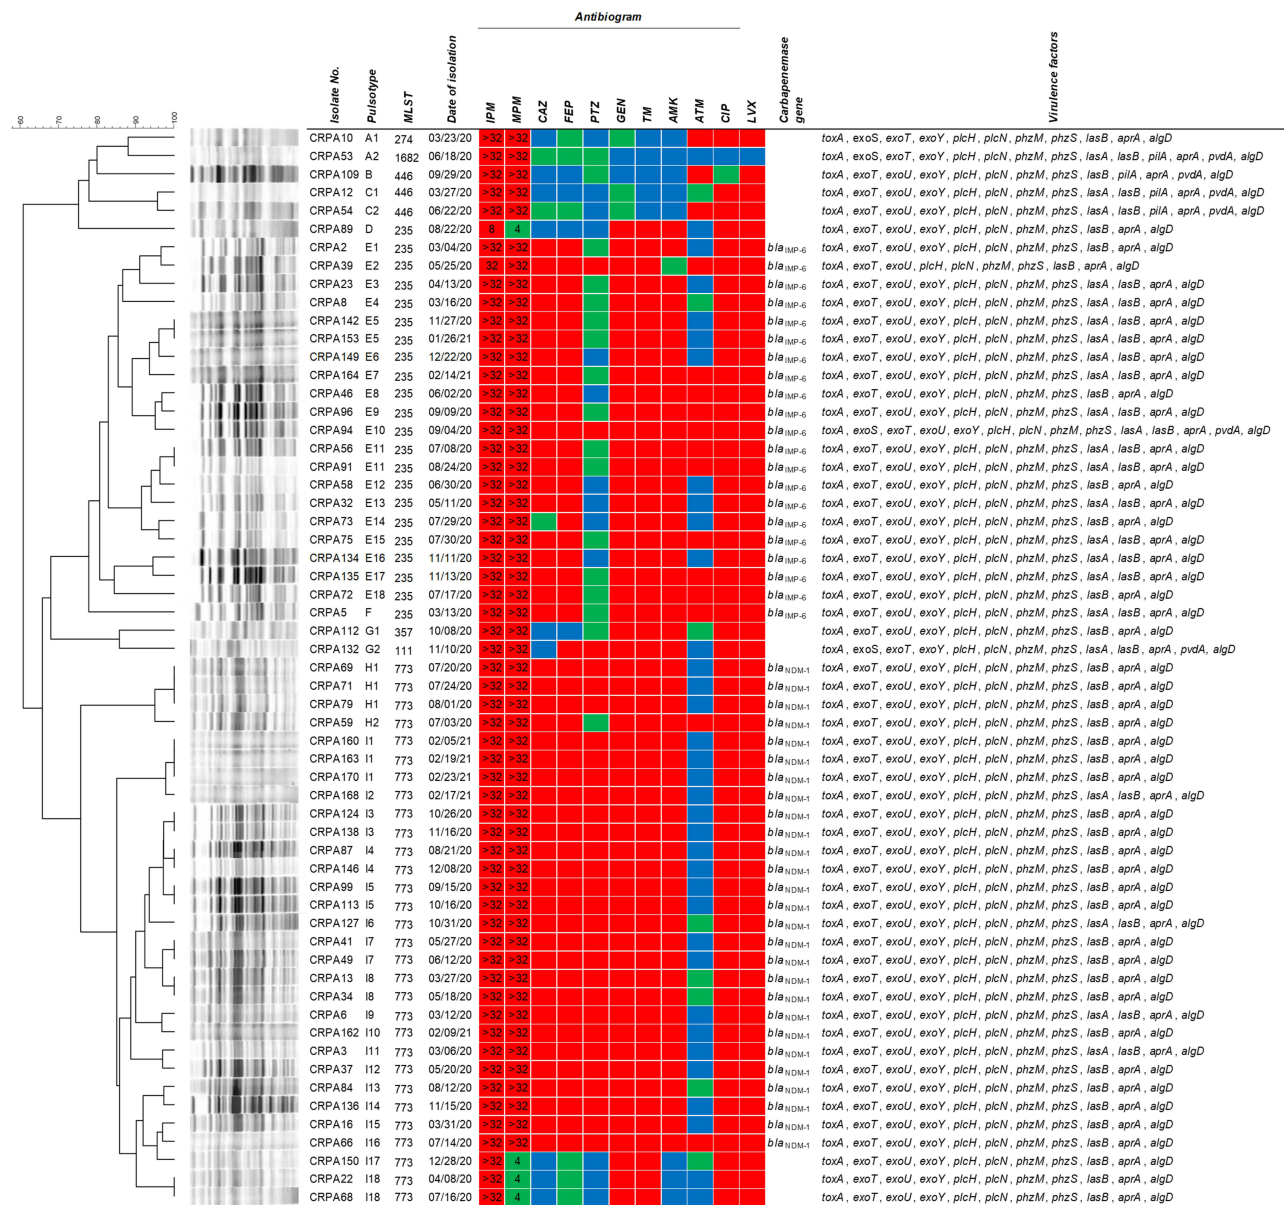 Antibiogram
60 70 80 90 100 Isolate No. Pulsotype MLST Date of isolation IPM MPM CAZ FEP PTZ GEN TM AMK ATM CIP LVX Carbapenemase gene Virulence factors
CRPA10 A1 274 03/23/20 >32 >32 toxA, exoS, exoT, exoY, plcH, plcN, phzM, phzS, lasB, aprA, algD
CRPA53 A2 1682 06/18/20 >32 >32 toxA, exoS, exoT, exoY, plcH, plcN, phzM, phzS, lasA, lasB, pilA, aprA, pvdA, algD
CRPA109 B 446 09/29/20 >32 >32 toxA, exoT, exoU, exoY, plcH, plcN, phzM, phzS, lasB, pilA, aprA, pvdA, algD
CRPA12 C1 446 03/27/20 >32 >32 toxA, exoT, exoU, exoY, plcH, plcN, phzM, phzS, lasA, lasB, pilA, aprA, pvdA, algD
CRPA54 C2 446 06/22/20 >32 >32 toxA, exoT, exoU, exoY, plcH, plcN, phzM, phzS, lasA, lasB, pilA, aprA, pvdA, algD
CRPA89 D 235 08/22/20 8 4 toxA, exoT, exoU, exoY, plcH, plcN, phzM, phzS, lasB, aprA, algD
CRPA2 E1 235 03/04/20 >32 >32 blaIMP-6 toxA, exoT, exoU, exoY, plcH, plcN, phzM, phzS, lasB, aprA, algD
CRPA39 E2 235 05/25/20 32 >32 blaIMP-6 toxA, exoT, exoU, plcH, plcN, phzM, phzS, lasB, aprA, algD
CRPA23 E3 235 04/13/20 >32 >32 blaIMP-6 toxA, exoT, exoU, exoY, plcH, plcN, phzM, phzS, lasA, lasB, aprA, algD
CRPA8 E4 235 03/16/20 >32 >32 blaIMP-6 toxA, exoT, exoU, exoY, plcH, plcN, phzM, phzS, lasA, lasB, aprA, algD
CRPA142 E5 235 11/27/20 >32 >32 blaIMP-6 toxA, exoT, exoU, exoY, plcH, plcN, phzM, phzS, lasA, lasB, aprA, algD
CRPA153 E5 235 01/26/21 >32 >32 blaIMP-6 toxA, exoT, exoU, exoY, plcH, plcN, phzM, phzS, lasA, lasB, aprA, algD
CRPA149 E6 235 12/22/20 >32 >32 blaIMP-6 toxA, exoT, exoU, exoY, plcH, plcN, phzM, phzS, lasA, lasB, aprA, algD
CRPA164 E7 235 02/14/21 >32 >32 blaIMP-6 toxA, exoT, exoU, exoY, plcH, plcN, phzM, phzS, lasA, lasB, aprA, algD
CRPA46 E8 235 06/02/20 >32 >32 blaIMP-6 toxA, exoT, exoU, exoY, plcH, plcN, phzM, phzS, lasB, aprA, algD
CRPA96 E9 235 09/09/20 >32 >32 blaIMP-6 toxA, exoT, exoU, exoY, plcH, plcN, phzM, phzS, lasA, lasB, aprA, algD
CRPA94 E10 235 09/04/20 >32 >32 blaIMP-6 toxA, exoS, exoT, exoU, exoY, plcH, plcN, phzM, phzS, lasA, lasB, aprA, pvdA, algD
CRPA56 E11 235 07/08/20 >32 >32 blaIMP-6 toxA, exoT, exoU, exoY, plcH, plcN, phzM, phzS, lasA, lasB, aprA, algD
CRPA91 E11 235 08/24/20 >32 >32 blaIMP-6 toxA, exoT, exoU, exoY, plcH, plcN, phzM, phzS, lasA, lasB, aprA, algD
CRPA58 E12 235 06/30/20 >32 >32 blaIMP-6 toxA, exoT, exoU, exoY, plcH, plcN, phzM, phzS, lasB, aprA, algD
CRPA32 E13 235 05/11/20 >32 >32 blaIMP-6 toxA, exoT, exoU, exoY, plcH, plcN, phzM, phzS, lasA, lasB, aprA, algD
CRPA73 E14 235 07/29/20 >32 >32 blaIMP-6 toxA, exoT, exoU, exoY, plcH, plcN, phzM, phzS, lasB, aprA, algD
CRPA75 E15 235 07/30/20 >32 >32 blaIMP-6 toxA, exoT, exoU, exoY, plcH, plcN, phzM, phzS, lasA, lasB, aprA, algD
CRPA134 E16 235 11/11/20 >32 >32 blaIMP-6 toxA, exoT, exoU, exoY, plcH, plcN, phzM, phzS, lasA, lasB, aprA, algD
CRPA135 E17 235 11/13/20 >32 >32 blaIMP-6 toxA, exoT, exoU, exoY, plcH, plcN, phzM, phzS, lasA, lasB, aprA, algD
CRPA72 E18 235 07/17/20 >32 >32 blaIMP-6 toxA, exoT, exoU, exoY, plcH, plcN, phzM, phzS, lasB, aprA, algD
CRPA5 F 235 03/13/20 >32 >32 blaIMP-6 toxA, exoT, exoU, exoY, plcH, plcN, phzM, phzS, lasA, lasB, aprA, algD
CRPA112 G1 357 10/08/20 >32 >32 toxA, exoT, exoU, exoY, plcH, plcN, phzM, phzS, lasB, aprA, algD
CRPA132 G2 111 11/10/20 >32 >32 toxA, exoS, exoT, exoY, plcH, plcN, phzM, phzS, lasA, lasB, aprA, pvdA, algD
CRPA69 H1 773 07/20/20 >32 >32 blaNDM-1 toxA, exoT, exoU, exoY, plcH, plcN, phzM, phzS, lasB, aprA, algD
CRPA71 H1 773 07/24/20 >32 >32 blaNDM-1 toxA, exoT, exoU, exoY, plcH, plcN, phzM, phzS, lasB, aprA, algD
CRPA79 H1 773 08/01/20 >32 >32 blaNDM-1 toxA, exoT, exoU, exoY, plcH, plcN, phzM, phzS, lasB, aprA, algD
CRPA59 H2 773 07/03/20 >32 >32 blaNDM-1 toxA, exoT, exoU, exoY, plcH, plcN, phzM, phzS, lasB, aprA, algD
CRPA160 I1 773 02/05/21 >32 >32 blaNDM-1 toxA, exoT, exoU, exoY, plcH, plcN, phzM, phzS, lasB, aprA, algD
CRPA163 I1 773 02/19/21 >32 >32 blaNDM-1 toxA, exoT, exoU, exoY, plcH, plcN, phzM, phzS, lasB, aprA, algD
CRPA170 I1 773 02/23/21 >32 >32 blaNDM-1 toxA, exoT, exoU, exoY, plcH, plcN, phzM, phzS, lasB, aprA, algD
CRPA168 I2 773 02/17/21 >32 >32 blaNDM-1 toxA, exoT, exoU, exoY, plcH, plcN, phzM, phzS, lasA, lasB, aprA, algD
CRPA124 I3 773 10/26/20 >32 >32 blaNDM-1 toxA, exoT, exoU, exoY, plcH, plcN, phzM, phzS, lasB, aprA, algD
CRPA138 I3 773 11/16/20 >32 >32 blaNDM-1 toxA, exoT, exoU, exoY, plcH, plcN, phzM, phzS, lasB, aprA, algD
CRPA87 I4 773 08/21/20 >32 >32 blaNDM-1 toxA, exoT, exoU, exoY, plcH, plcN, phzM, phzS, lasB, aprA, algD
CRPA146 I4 773 12/08/20 >32 >32 blaNDM-1 toxA, exoT, exoU, exoY, plcH, plcN, phzM, phzS, lasB, aprA, algD
CRPA99 I5 773 09/15/20 >32 >32 blaNDM-1 toxA, exoT, exoU, exoY, plcH, plcN, phzM, phzS, lasB, aprA, algD
CRPA113 I5 773 10/16/20 >32 >32 blaNDM-1 toxA, exoT, exoU, exoY, plcH, plcN, phzM, phzS, lasB, aprA, algD
CRPA127 I6 773 10/31/20 >32 >32 blaNDM-1 toxA, exoT, exoU, exoY, plcH, plcN, phzM, phzS, lasA, lasB, aprA, algD
CRPA41 I7 773 05/27/20 >32 >32 blaNDM-1 toxA, exoT, exoU, exoY, plcH, plcN, phzM, phzS, lasB, aprA, algD
CRPA49 I7 773 06/12/20 >32 >32 blaNDM-1 toxA, exoT, exoU, exoY, plcH, plcN, phzM, phzS, lasB, aprA, algD
CRPA13 I8 773 03/27/20 >32 >32 blaNDM-1 toxA, exoT, exoU, exoY, plcH, plcN, phzM, phzS, lasB, aprA, algD
CRPA34 I8 773 05/18/20 >32 >32 blaNDM-1 toxA, exoT, exoU, exoY, plcH, plcN, phzM, phzS, lasB, aprA, algD
CRPA6 I9 773 03/12/20 >32 >32 blaNDM-1 toxA, exoT, exoU, exoY, plcH, plcN, phzM, phzS, lasA, lasB, aprA, algD
CRPA162 I10 773 02/09/21 >32 >32 blaNDM-1 toxA, exoT, exoU, exoY, plcH, plcN, phzM, phzS, lasB, aprA, algD
CRPA3 I11 773 03/06/20 >32 >32 blaNDM-1 toxA, exoT, exoU, exoY, plcH, plcN, phzM, phzS, lasA, lasB, aprA, algD
CRPA37 I12 773 05/20/20 >32 >32 blaNDM-1 toxA, exoT, exoU, exoY, plcH, plcN, phzM, phzS, lasB, aprA, algD
CRPA84 I13 773 08/12/20 >32 >32 blaNDM-1 toxA, exoT, exoU, exoY, plcH, plcN, phzM, phzS, lasB, aprA, algD
CRPA136 I14 773 11/15/20 >32 >32 blaNDM-1 toxA, exoT, exoU, exoY, plcH, plcN, phzM, phzS, lasB, aprA, algD
CRPA16 I15 773 03/31/20 >32 >32 blaNDM-1 toxA, exoT, exoU, exoY, plcH, plcN, phzM, phzS, lasB, aprA, algD
CRPA66 I16 773 07/14/20 >32 >32 blaNDM-1 toxA, exoT, exoU, exoY, plcH, plcN, phzM, phzS, lasB, aprA, algD
CRPA150 I17 773 12/28/20 >32 4 toxA, exoT, exoU, exoY, plcH, plcN, phzM, phzS, lasB, aprA, algD
CRPA22 I18 773 04/08/20 >32 4 toxA, exoT, exoU, exoY, plcH, plcN, phzM, phzS, lasB, aprA, algD
CRPA68 I18 773 07/16/20 >32 4 toxA, exoT, exoU, exoY, plcH, plcN, phzM, phzS, lasB, aprA, algD